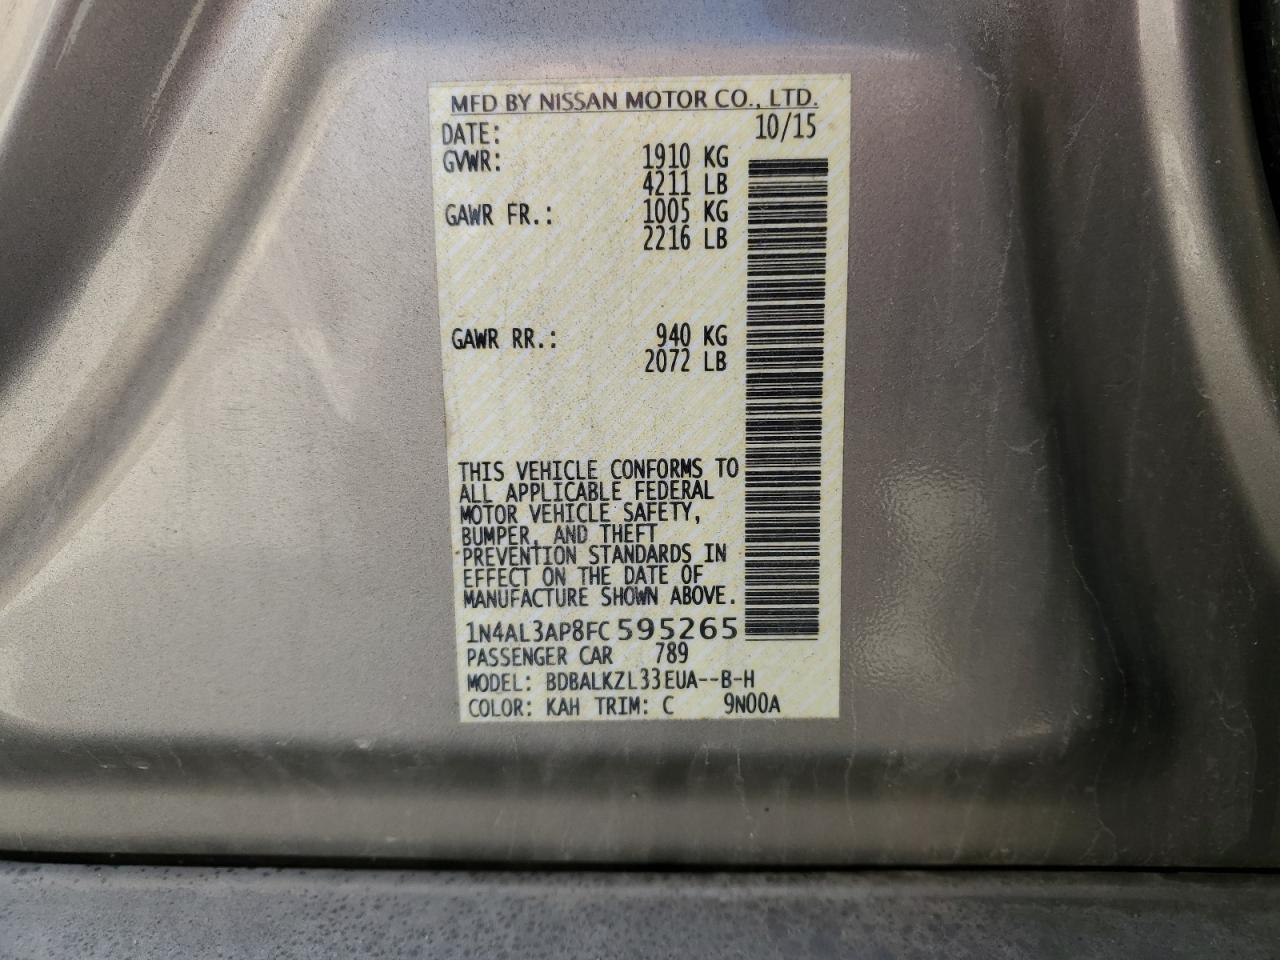 MFD BY NISSAN MOTOR CO., LTD.
DATE: 10/15
GVWR: 1910 KG
4211 LB
GAWR FR.: 1005 KG
2216 LB
GAWR RR.: 940 KG
2072 LB
THIS VEHICLE CONFORMS TO
ALL APPLICABLE FEDERAL
MOTOR VEHICLE SAFETY,
BUMPER, AND THEFT
PREVENTION STANDARDS IN
EFFECT ON THE DATE OF
MANUFACTURE SHOWN ABOVE.
1N4AL3AP8FC595265
PASSENGER CAR 789
MODEL: BDBALKZL33EUA--B-H
COLOR: KAH TRIM: C 9N00A